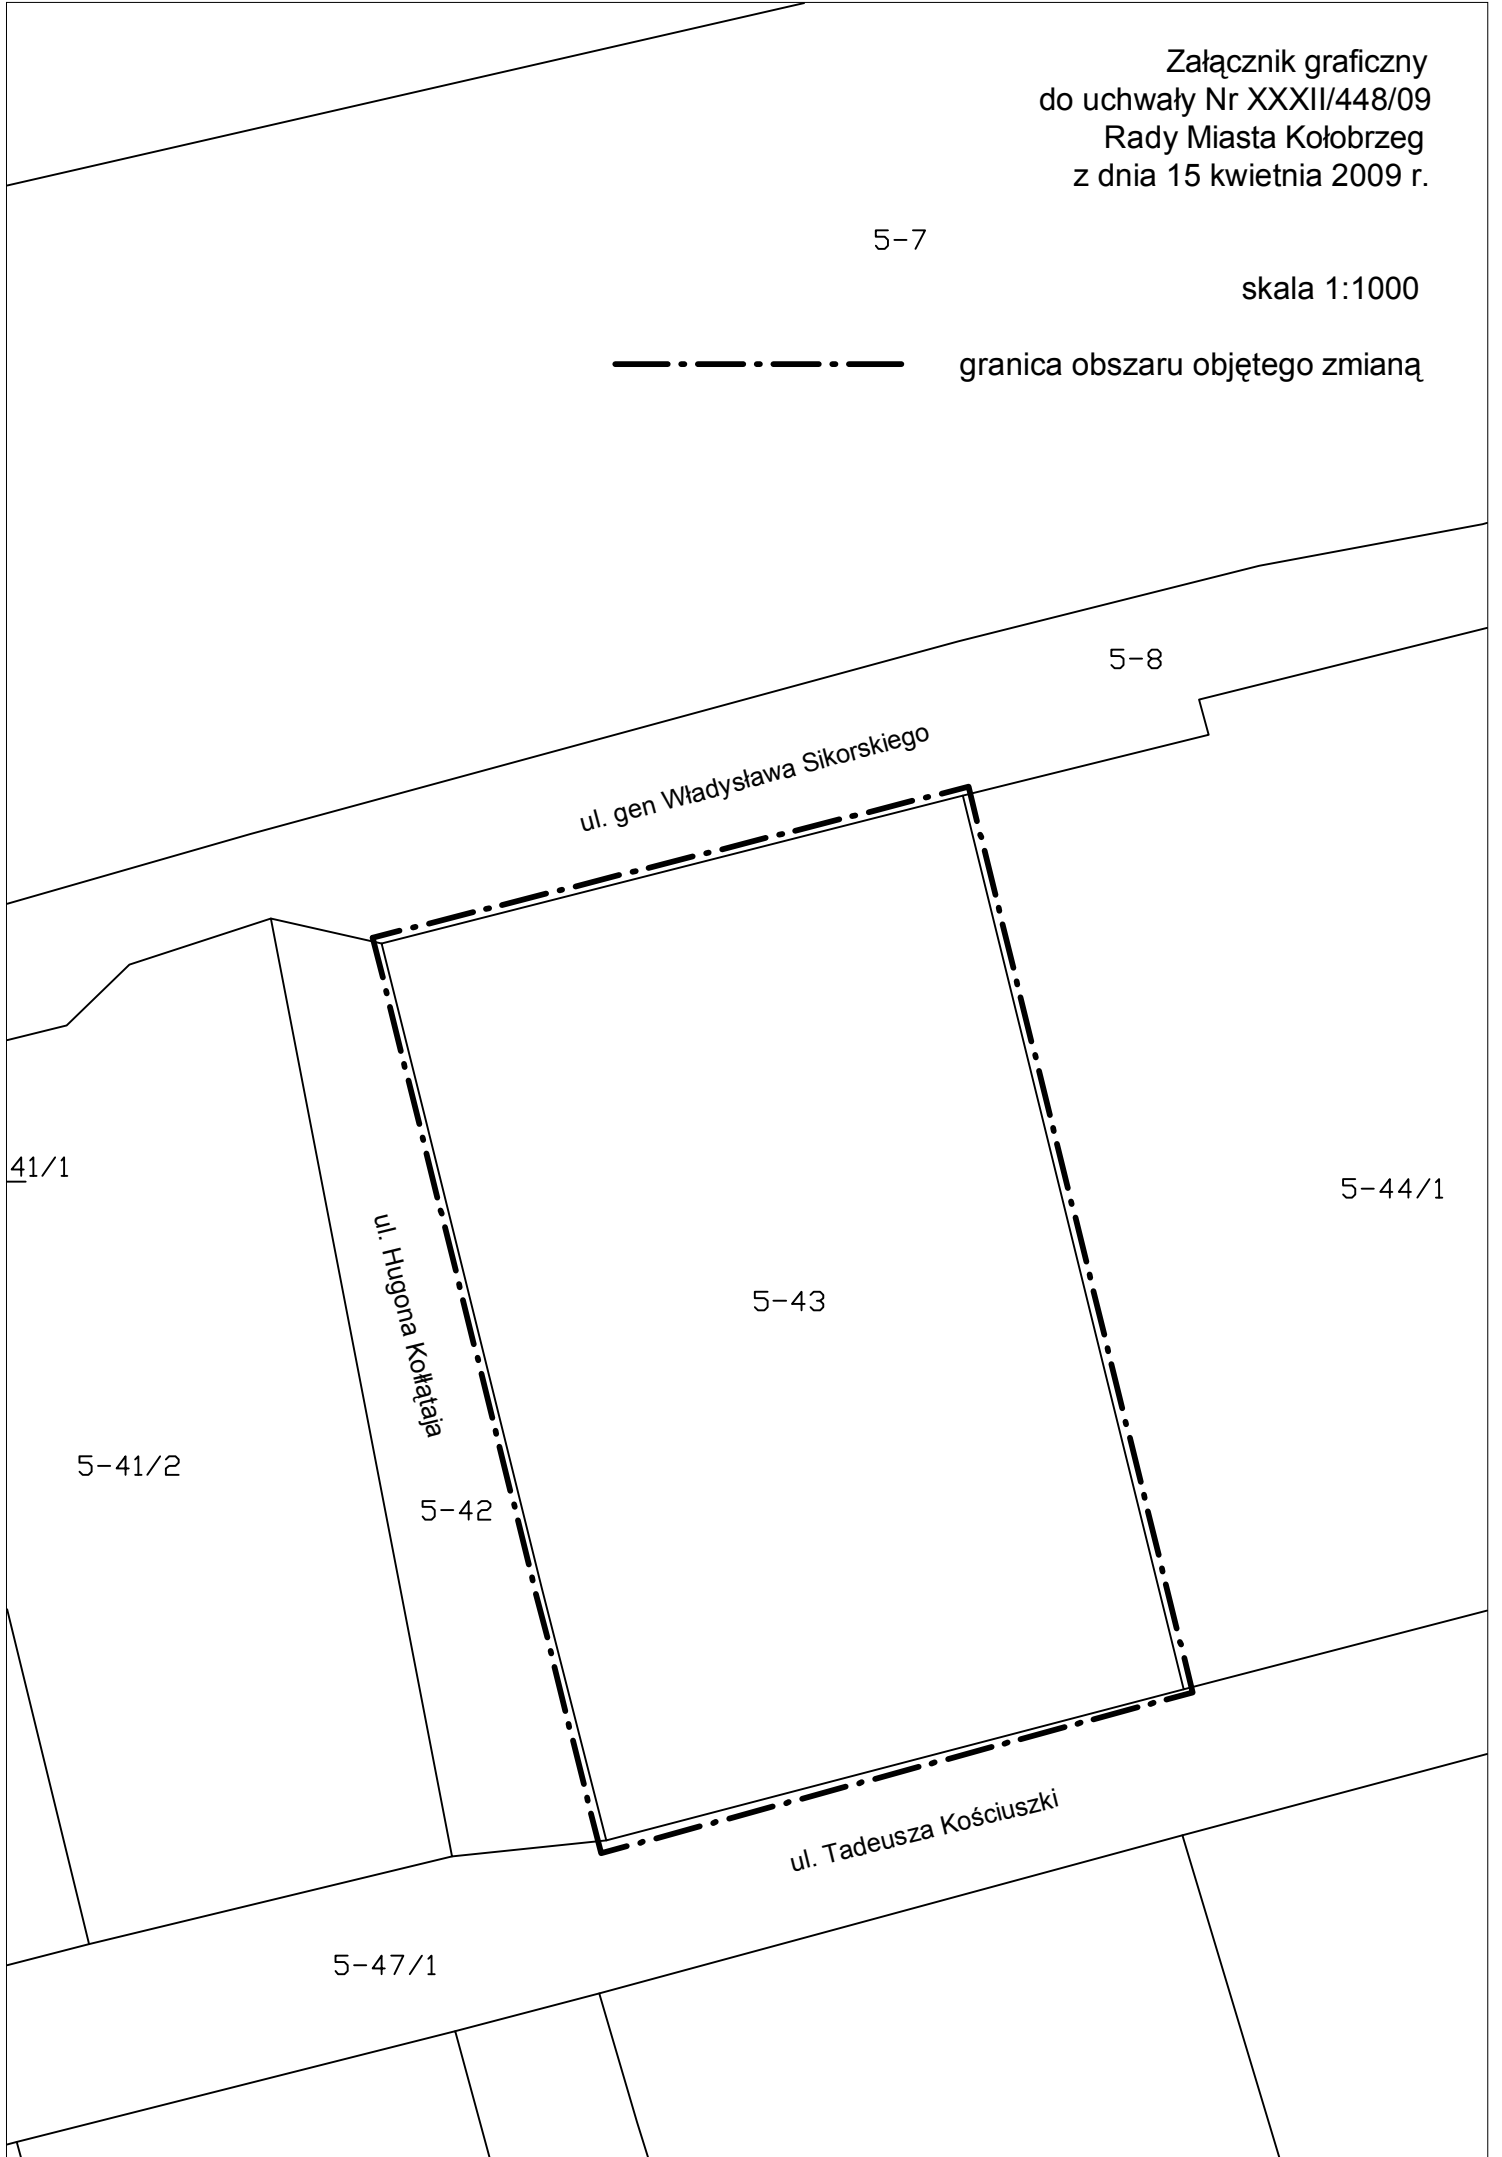 Załącznik graficzny
do uchwały Nr XXXII/448/09
Rady Miasta Kołobrzeg
z dnia 15 kwietnia 2009 r.
5-7
skala 1:1000
granica obszaru objętego zmianą
5-8
ul. gen Władysława Sikorskiego
41/1
5-44/1
ul. Hugona Kołłątaja
5-43
5-41/2
5-42
ul. Tadeusza Kościuszki
5-47/1